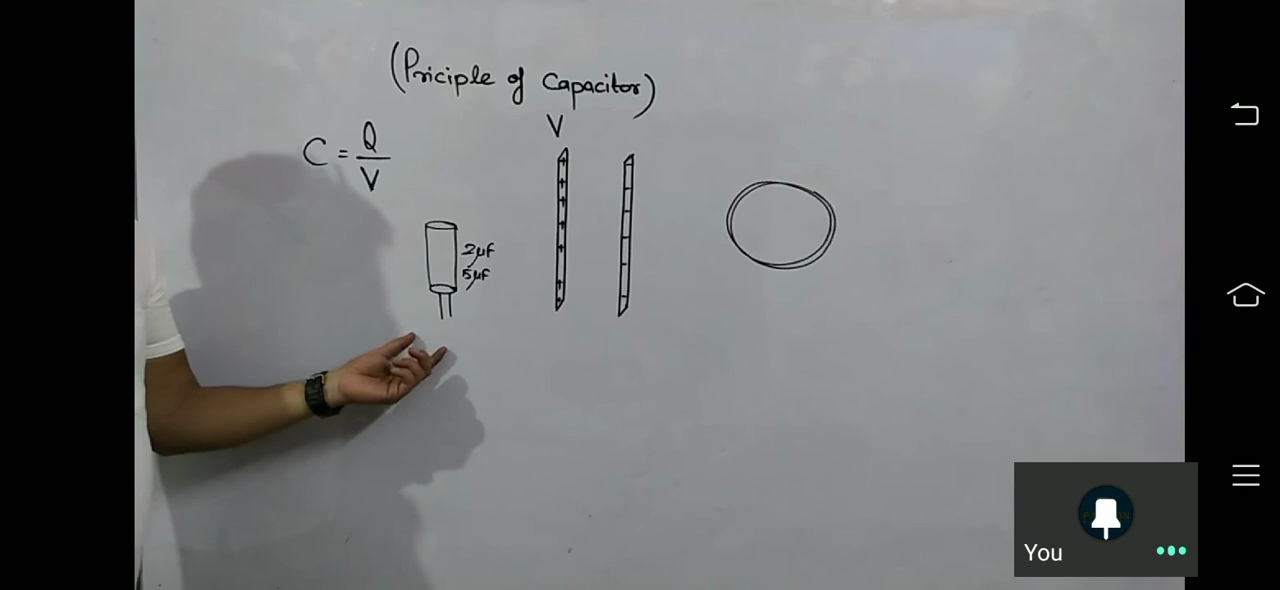 (Priciple of Capacitor)
V
C = Q/V
2μf
5μf
You